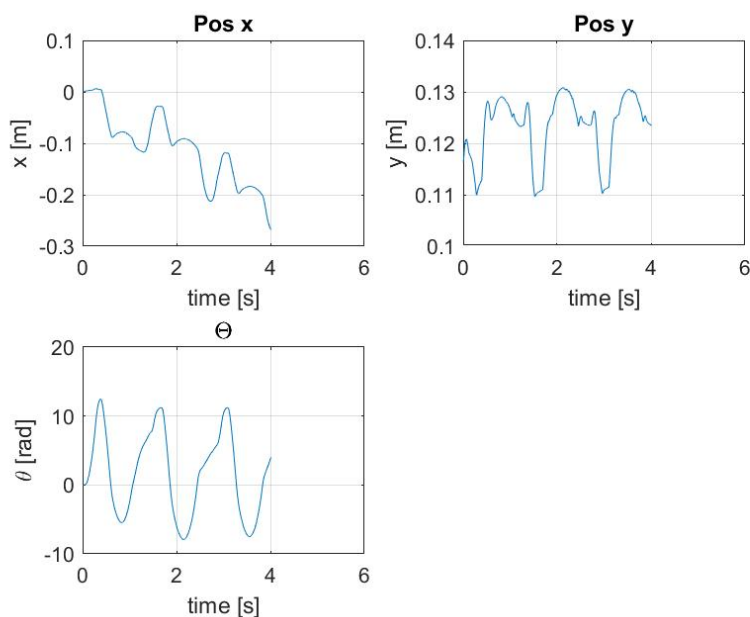 Pos x
0.1
0
-0.1
-0.2
-0.3
x [m]
0 2 4 6
time [s]
Pos y
0.14
0.13
0.12
0.11
0.1
y [m]
0 2 4 6
time [s]
Θ
20
10
0
-10
θ [rad]
0 2 4 6
time [s]